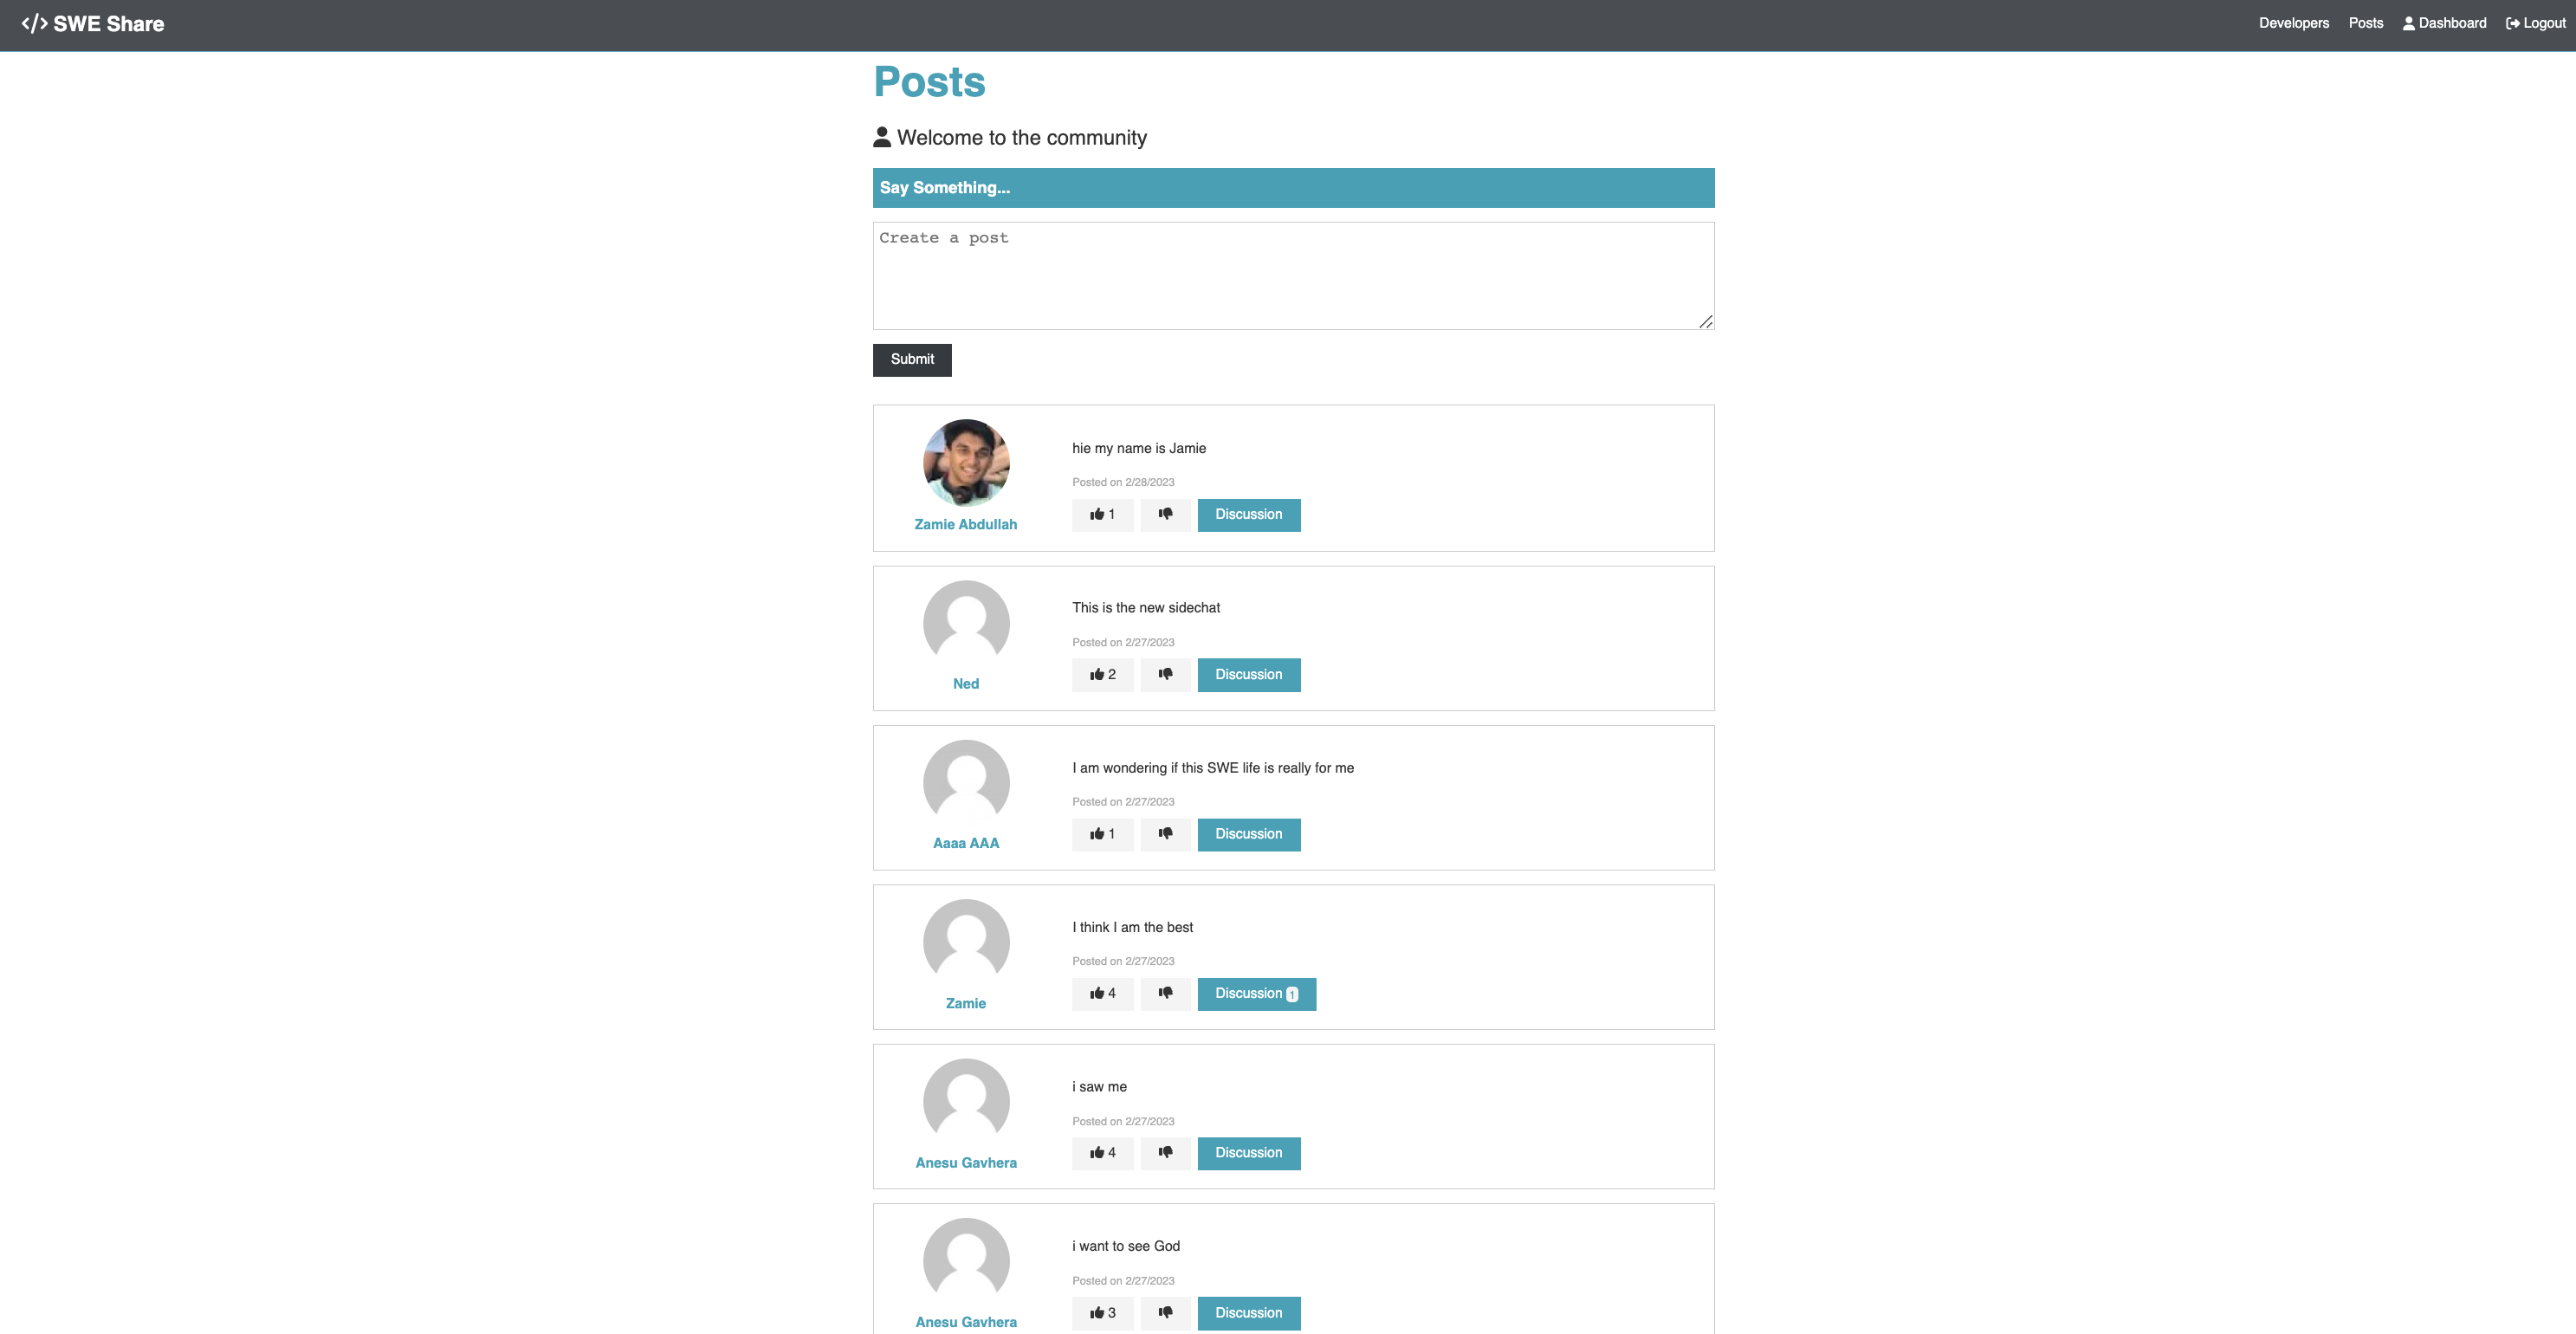 SWE Share
Developers Posts Dashboard Logout
Posts
Welcome to the community
Say Something...
Create a post
Submit
hie my name is Jamie
Posted on 2/28/2023
1 Discussion
Zamie Abdullah
This is the new sidechat
Posted on 2/27/2023
2 Discussion
Ned
I am wondering if this SWE life is really for me
Posted on 2/27/2023
1 Discussion
Aaaa AAA
I think I am the best
Posted on 2/27/2023
4 Discussion 1
Zamie
i saw me
Posted on 2/27/2023
4 Discussion
Anesu Gavhera
i want to see God
Posted on 2/27/2023
3 Discussion
Anesu Gavhera